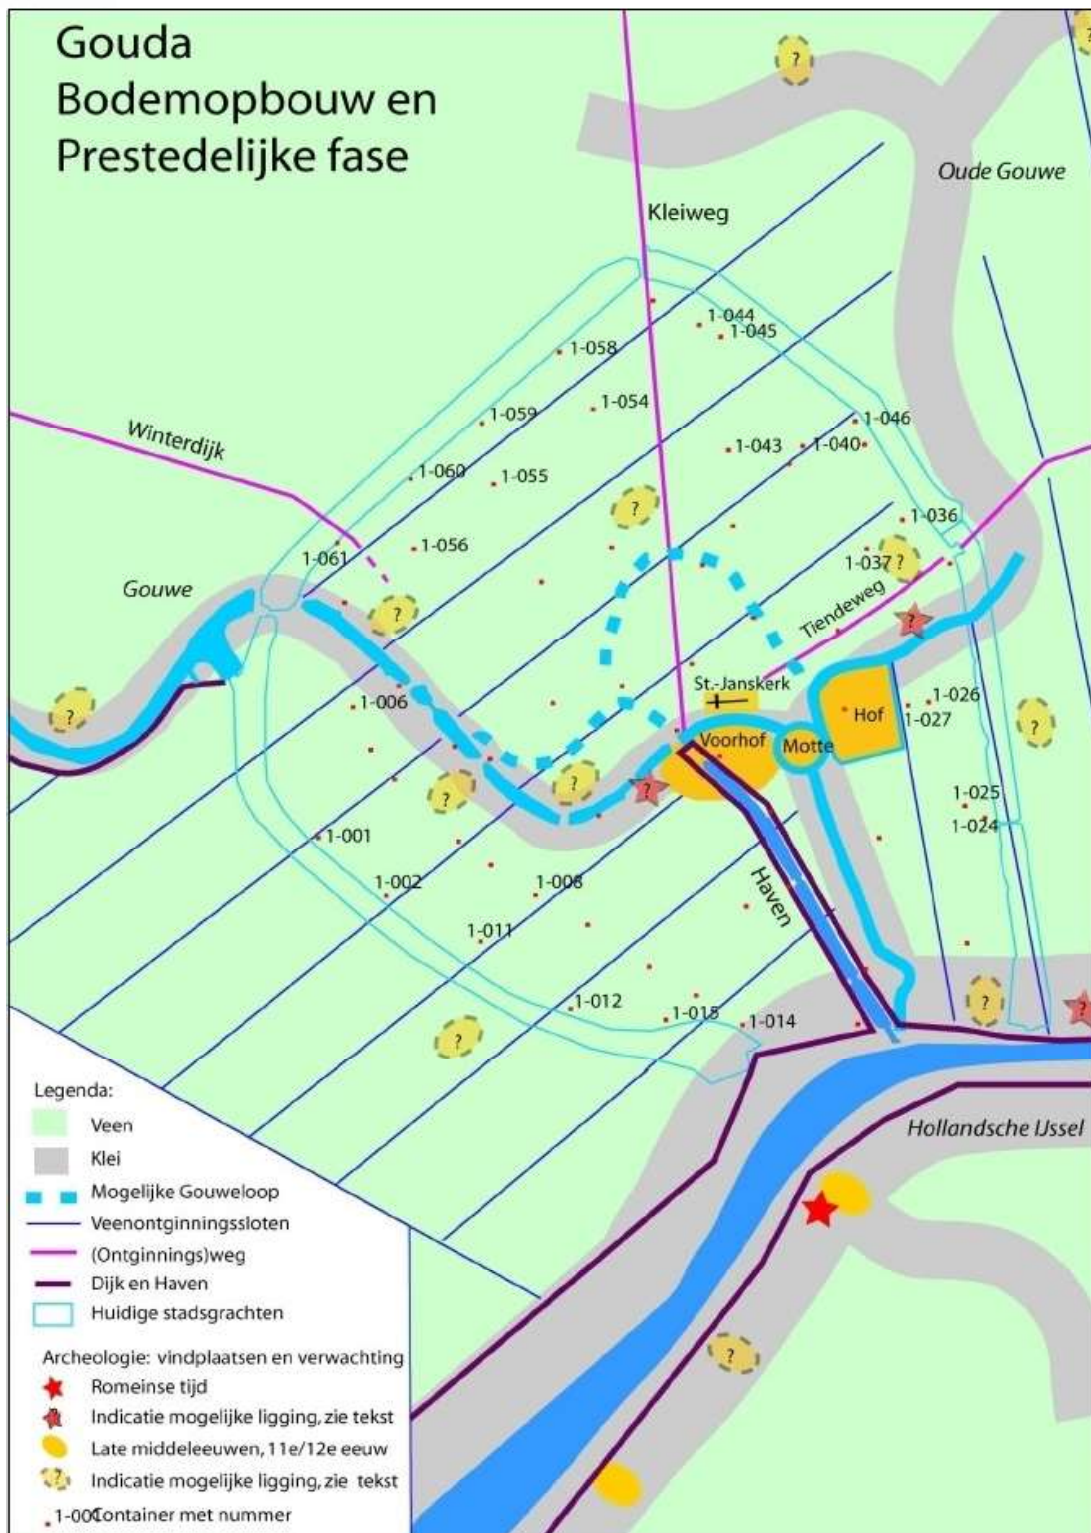 Gouda
Bodemopbouw en
Prestedelijke fase
?
?
Oude Gouwe
Kleiweg
1-044
1-045
1-058
1-054
1-059
1-046
Winterdijk
1-043
1-040
1-060
1-055
?
1-036
1-056
1-061
1-037
?
Gouwe
?
Tiendeweg
?
St.-Janskerk
1-006
?
Hof
1-026
1-027
?
Voorhof
Motte
?
?
?
1-025
1-024
1-001
1-002
1-008
Haven
1-011
1-012
1-015
1-014
?
?
?
Hollandsche IJssel
?
Legenda:
Veen
Klei
Mogelijke Gouweloop
Veenontginningssloten
(Ontginnings)weg
Dijk en Haven
Huidige stadsgrachten
Archeologie: vindplaatsen en verwachting
Romeinse tijd
Indicatie mogelijke ligging, zie tekst
Late middeleeuwen, 11e/12e eeuw
? Indicatie mogelijke ligging, zie tekst
1-001 Container met nummer